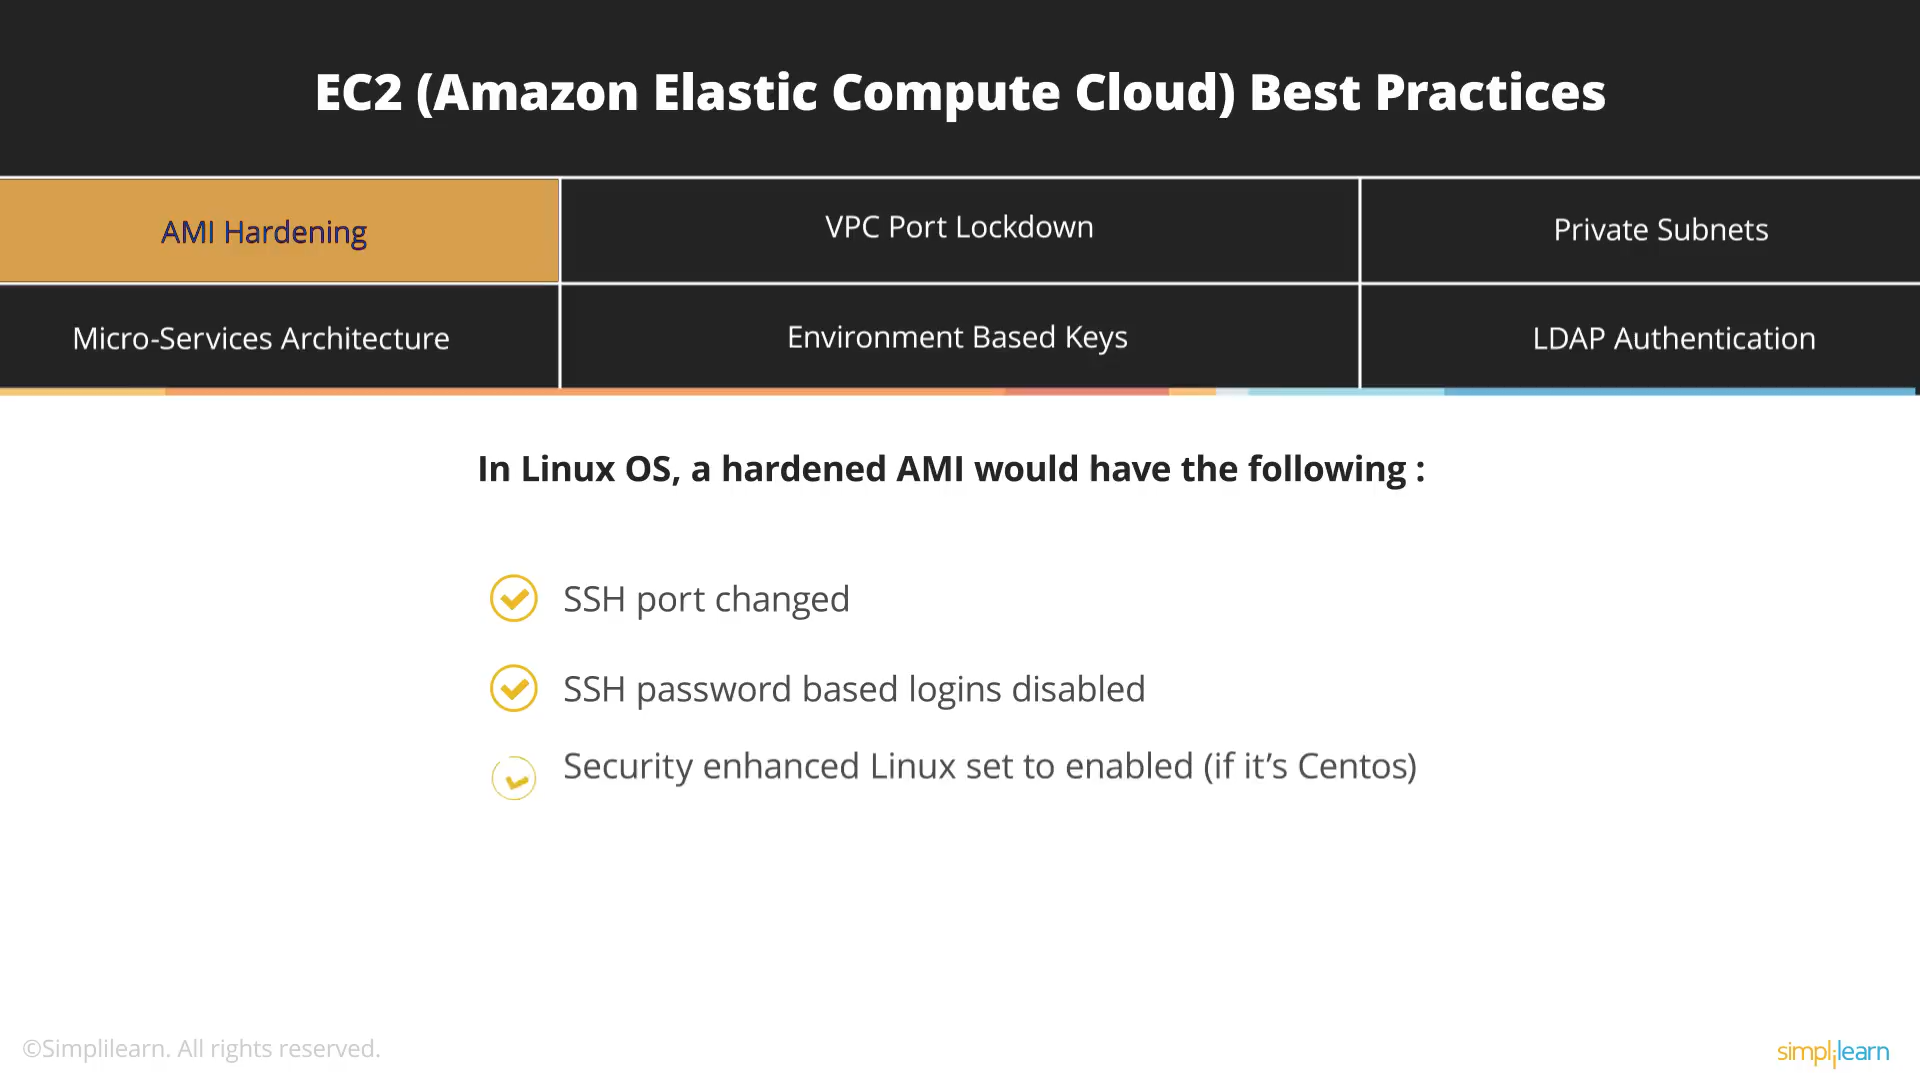 EC2 (Amazon Elastic Compute Cloud) Best Practices
AMI Hardening
VPC Port Lockdown
Private Subnets
Micro-Services Architecture
Environment Based Keys
LDAP Authentication
In Linux OS, a hardened AMI would have the following :
SSH port changed
SSH password based logins disabled
Security enhanced Linux set to enabled (if it’s Centos)
©Simplilearn. All rights reserved.
simplilearn